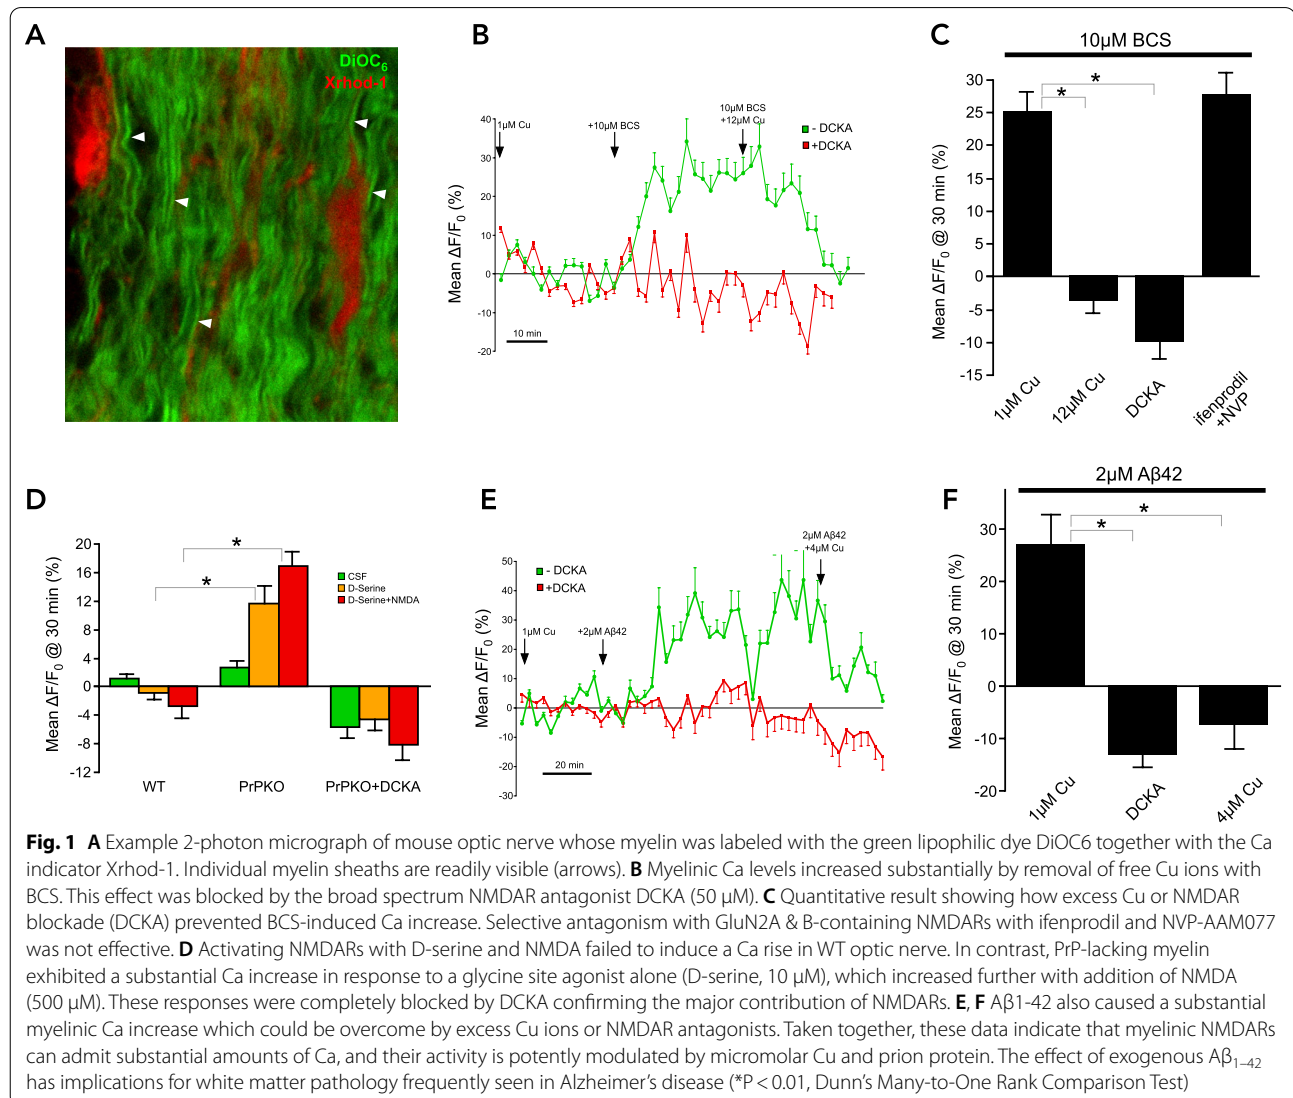 A
DiOC6
Xrhod-1
B
Mean ΔF/F0 (%)
40
30
20
10
0
-10
-20
1µM Cu
+10µM BCS
10µM BCS
+12µM Cu
- DCKA
+DCKA
10 min
C
10µM BCS
Mean ΔF/F0 @ 30 min (%)
30
25
20
15
10
5
0
-5
-10
-15
*
*
1µM Cu
12µM Cu
DCKA
ifenprodil
+NVP
D
Mean ΔF/F0 @ 30 min (%)
20
16
12
8
4
0
-4
-8
-12
*
*
CSF
D-Serine
D-Serine+NMDA
WT
PrPKO
PrPKO+DCKA
E
Mean ΔF/F0 (%)
50
40
30
20
10
0
-10
-20
-30
- DCKA
+DCKA
1µM Cu
+2µM Aβ42
2µM Aβ42
+4µM Cu
20 min
F
2µM Aβ42
Mean ΔF/F0 @ 30 min (%)
30
20
10
0
-10
-20
*
*
1µM Cu
DCKA
4µM Cu
Fig. 1 A Example 2-photon micrograph of mouse optic nerve whose myelin was labeled with the green lipophilic dye DiOC6 together with the Ca
indicator Xrhod-1. Individual myelin sheaths are readily visible (arrows). B Myelinic Ca levels increased substantially by removal of free Cu ions with
BCS. This effect was blocked by the broad spectrum NMDAR antagonist DCKA (50 µM). C Quantitative result showing how excess Cu or NMDAR
blockade (DCKA) prevented BCS-induced Ca increase. Selective antagonism with GluN2A & B-containing NMDARs with ifenprodil and NVP-AAM077
was not effective. D Activating NMDARs with D-serine and NMDA failed to induce a Ca rise in WT optic nerve. In contrast, PrP-lacking myelin
exhibited a substantial Ca increase in response to a glycine site agonist alone (D-serine, 10 µM), which increased further with addition of NMDA
(500 µM). These responses were completely blocked by DCKA confirming the major contribution of NMDARs. E, F Aβ1-42 also caused a substantial
myelinic Ca increase which could be overcome by excess Cu ions or NMDAR antagonists. Taken together, these data indicate that myelinic NMDARs
can admit substantial amounts of Ca, and their activity is potently modulated by micromolar Cu and prion protein. The effect of exogenous Aβ1–42
has implications for white matter pathology frequently seen in Alzheimer's disease (*P < 0.01, Dunn's Many-to-One Rank Comparison Test)